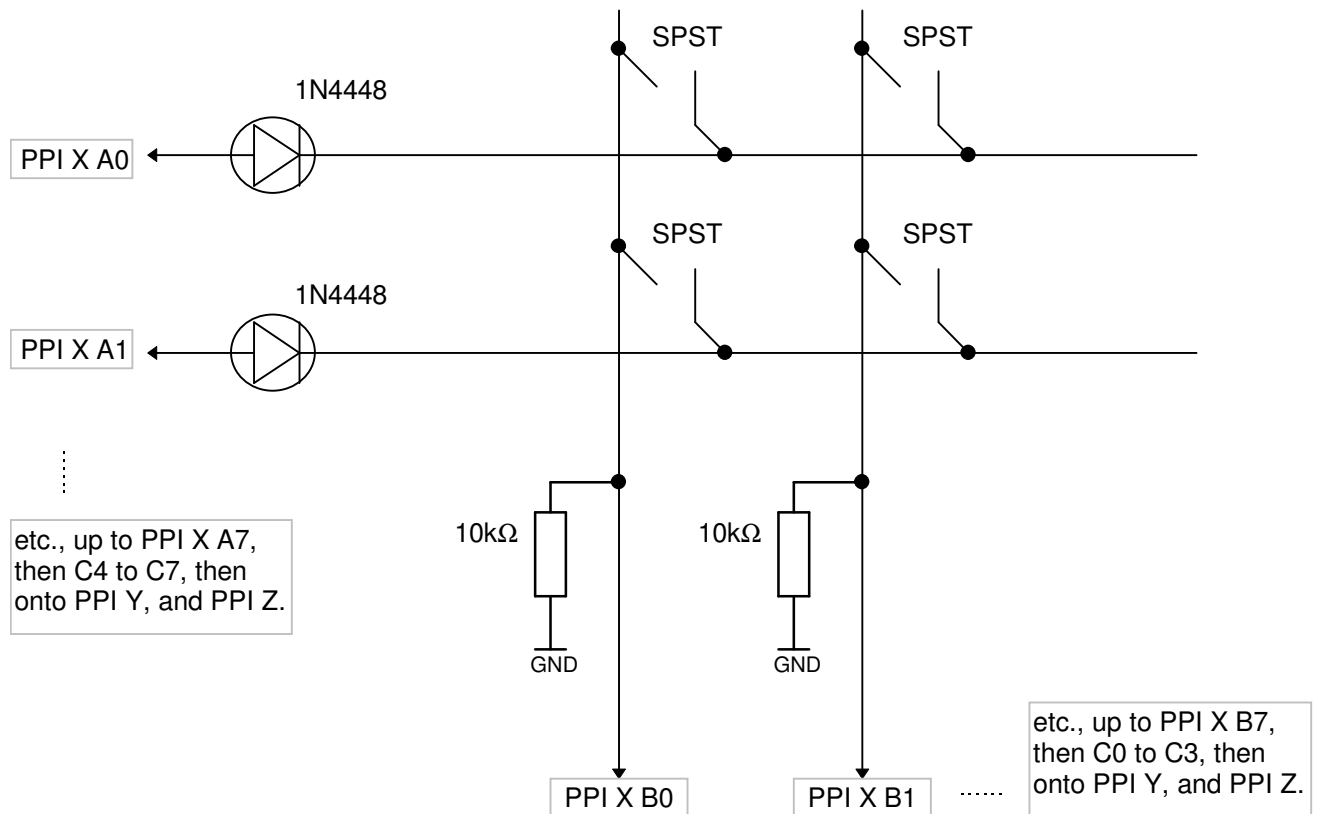 SPST
SPST
1N4448
PPI X A0
SPST
SPST
1N4448
PPI X A1
etc., up to PPI X A7,
then C4 to C7, then
onto PPI Y, and PPI Z.
10kΩ
10kΩ
GND
GND
etc., up to PPI X B7,
then C0 to C3, then
onto PPI Y, and PPI Z.
PPI X B0
PPI X B1